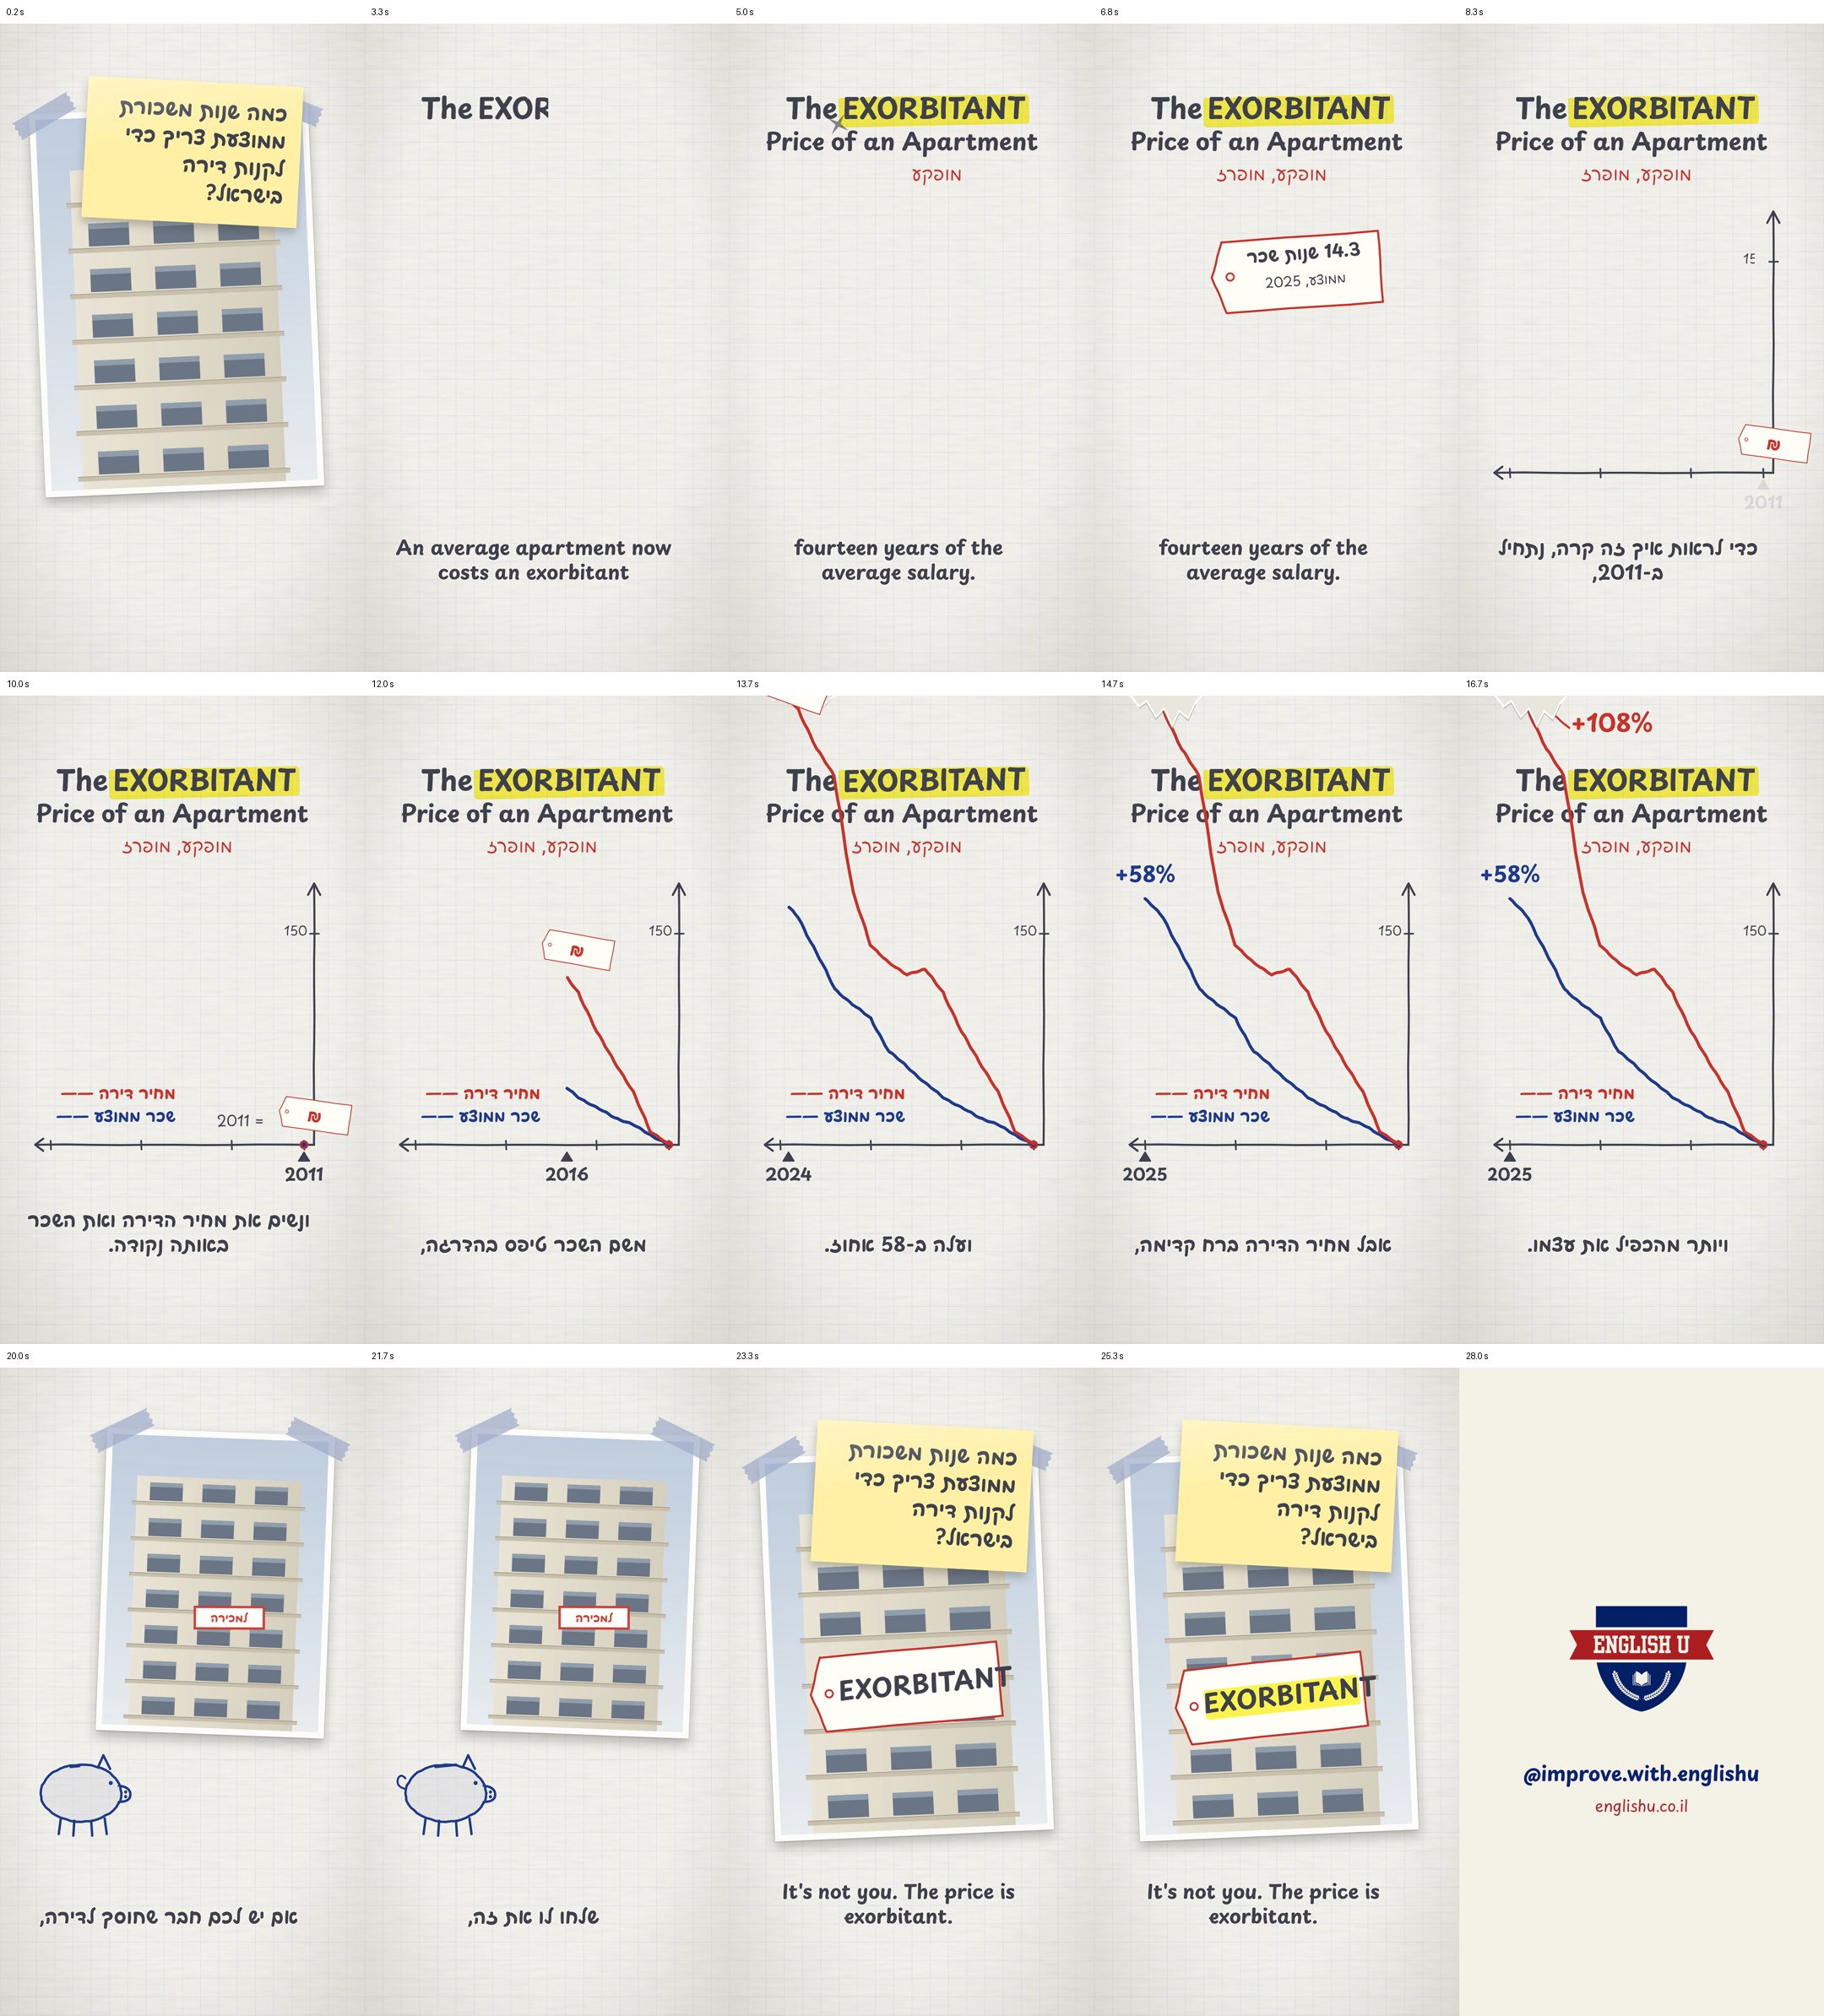 0.2s
3.3s
5.0s
6.8s
8.3s
כמה שנות משכורת
ממוצעת צריך כדי
לקנות דירה
בישראל?
The EXOR
An average apartment now
costs an exorbitant
The EXORBITANT
Price of an Apartment
מופקע
fourteen years of the
average salary.
The EXORBITANT
Price of an Apartment
מופקע, מופרז
14.3 שנות שכר
ממוצע, 2025
fourteen years of the
average salary.
The EXORBITANT
Price of an Apartment
מופקע, מופרז
15
₪
2011
כדי לראות איך זה קרה, נתחיל
ב-2011,
10.0s
12.0s
13.7s
14.7s
16.7s
The EXORBITANT
Price of an Apartment
מופקע, מופרז
150
מחיר דירה
שכר ממוצע
2011 =
₪
2011
ונשים את מחיר הדירה ואת השכר
באותה נקודה.
The EXORBITANT
Price of an Apartment
מופקע, מופרז
150
₪
מחיר דירה
שכר ממוצע
2016
משם השכר טיפס בהדרגה,
The EXORBITANT
Price of an Apartment
מופקע, מופרז
150
מחיר דירה
שכר ממוצע
2024
ועלה ב-58 אחוז.
The EXORBITANT
Price of an Apartment
מופקע, מופרז
+58%
150
מחיר דירה
שכר ממוצע
2025
אבל מחיר הדירה ברח קדימה,
+108%
The EXORBITANT
Price of an Apartment
מופקע, מופרז
+58%
150
מחיר דירה
שכר ממוצע
2025
ויותר מהכפיל את עצמו.
20.0s
21.7s
23.3s
25.3s
28.0s
למכירה
אם יש לכם חבר שחוסך לדירה,
למכירה
שלחו לו את זה,
כמה שנות משכורת
ממוצעת צריך כדי
לקנות דירה
בישראל?
EXORBITANT
It's not you. The price is
exorbitant.
כמה שנות משכורת
ממוצעת צריך כדי
לקנות דירה
בישראל?
EXORBITANT
It's not you. The price is
exorbitant.
ENGLISH U
@improve.with.englishu
englishu.co.il